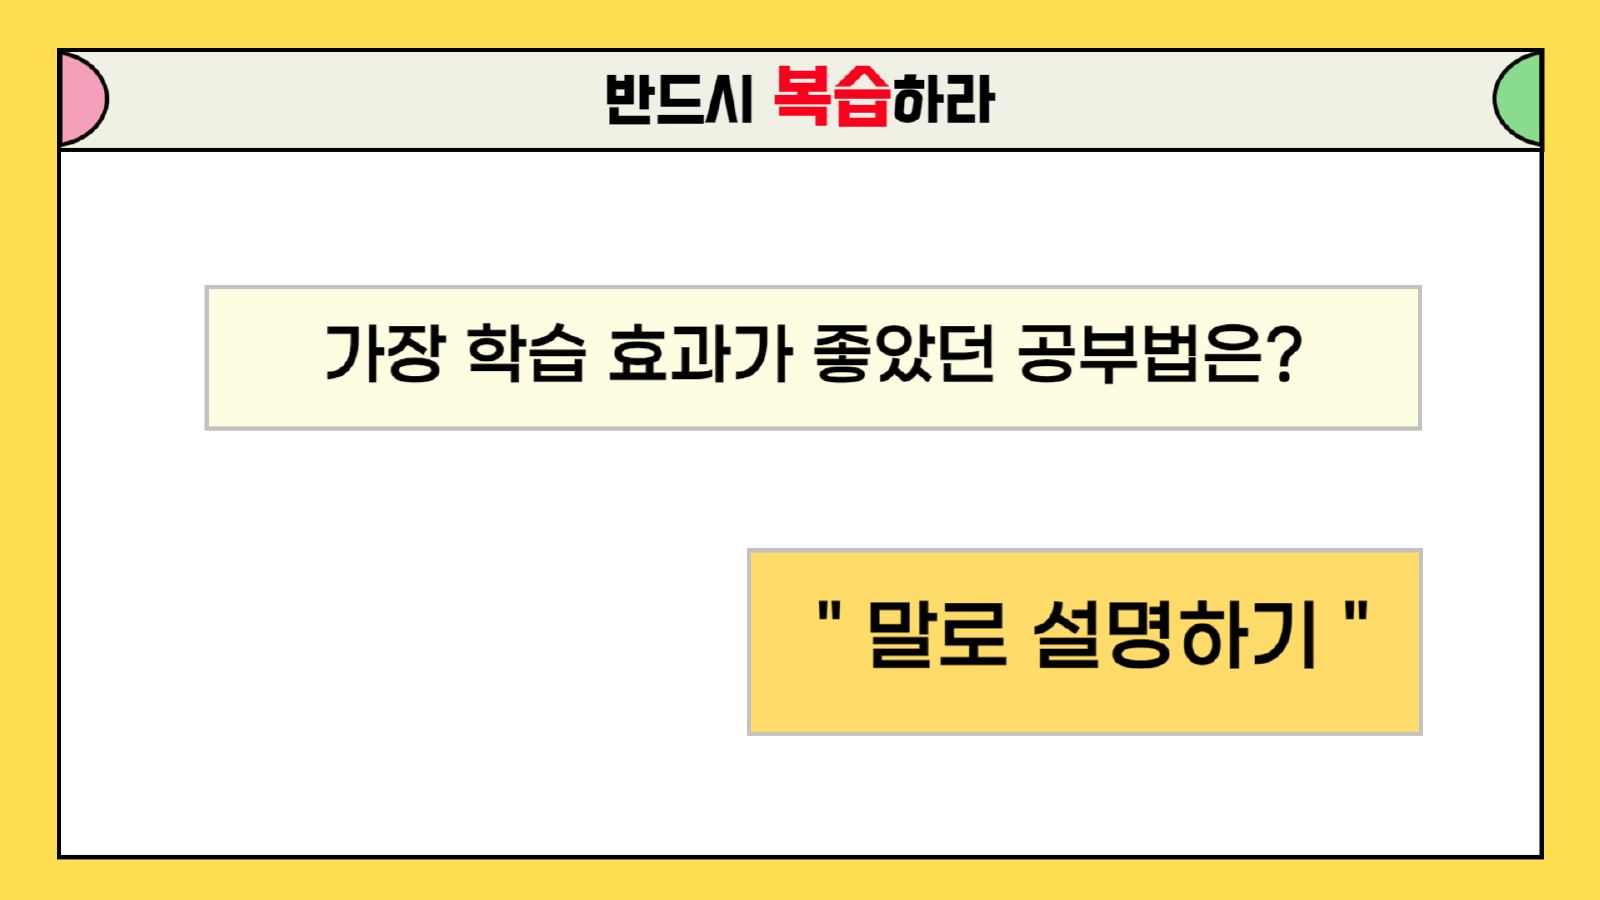 반드시 복습하라
가장 학습 효과가 좋았던 공부법은?
" 말로 설명하기 "